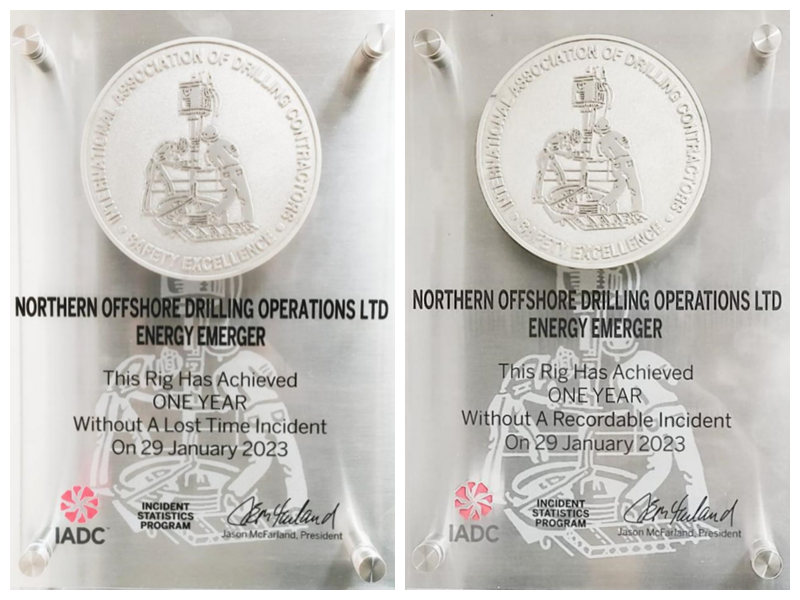 INTERNATIONAL ASSOCIATION OF DRILLING CONTRACTORS
• SAFETY EXCELLENCE •
NORTHERN OFFSHORE DRILLING OPERATIONS LTD
ENERGY EMERGER
This Rig Has Achieved
ONE YEAR
Without A Lost Time Incident
On 29 January 2023
IADC
INCIDENT
STATISTICS
PROGRAM
Jason McFarland, President
INTERNATIONAL ASSOCIATION OF DRILLING CONTRACTORS
• SAFETY EXCELLENCE •
NORTHERN OFFSHORE DRILLING OPERATIONS LTD
ENERGY EMERGER
This Rig Has Achieved
ONE YEAR
Without A Recordable Incident
On 29 January 2023
IADC
INCIDENT
STATISTICS
PROGRAM
Jason McFarland, President